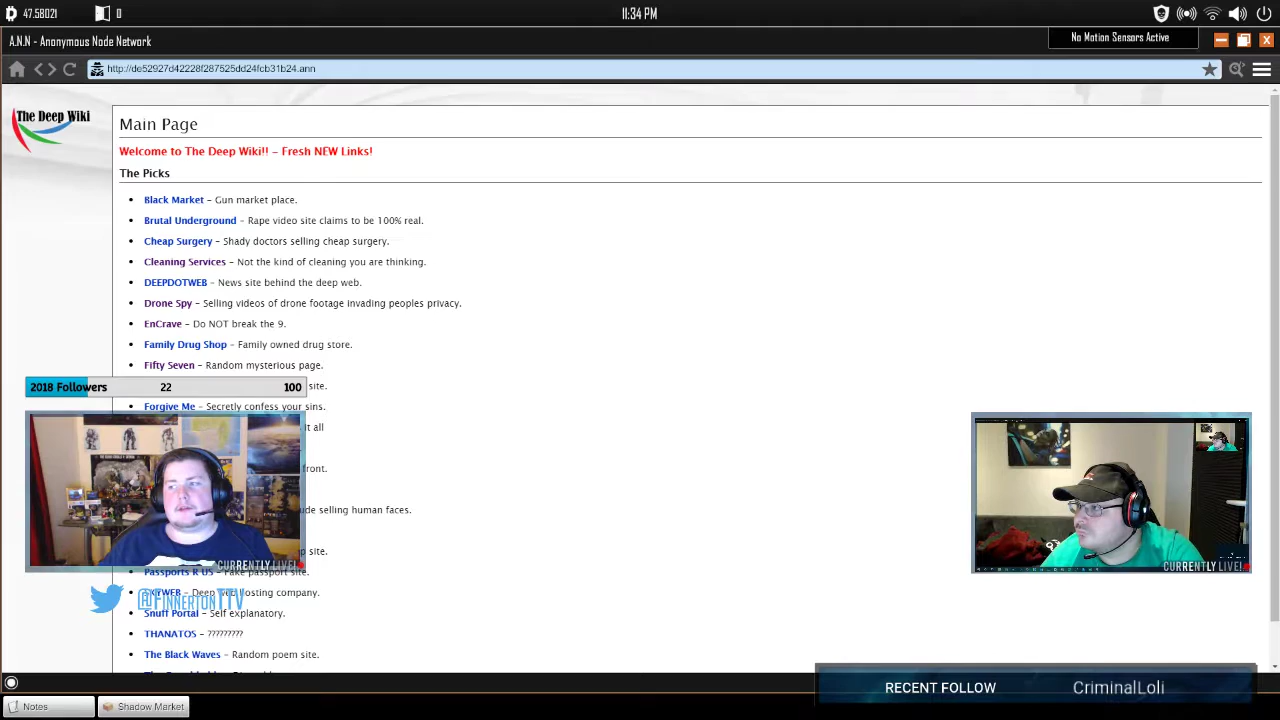 47.58021
0
11:34 PM
A.N.N - Anonymous Node Network
No Motion Sensors Active
http://de52927d42228f287525dd24fcb31b24.ann
The Deep Wiki
Main Page
Welcome to The Deep Wiki!! - Fresh NEW Links!
The Picks
Black Market - Gun market place.
Brutal Underground - Rape video site claims to be 100% real.
Cheap Surgery - Shady doctors selling cheap surgery.
Cleaning Services - Not the kind of cleaning you are thinking.
DEEPDOTWEB - News site behind the deep web.
Drone Spy - Selling videos of drone footage invading peoples privacy.
EnCrave - Do NOT break the 9.
Family Drug Shop - Family owned drug store.
Fifty Seven - Random mysterious page.
site.
2018 Followers 22 100
Forgive Me - Secretly confess your sins.
it all
front.
selling human faces.
site.
CURRENTLY LIVE!
CURRENTLY LIVE!
Passports R US - Fake passport site.
hosting company.
@FinnertonTTV
Snuff Portal - Self explanatory.
THANATOS - ?????????
The Black Waves - Random poem site.
RECENT FOLLOW CriminalLoli
Notes
Shadow Market